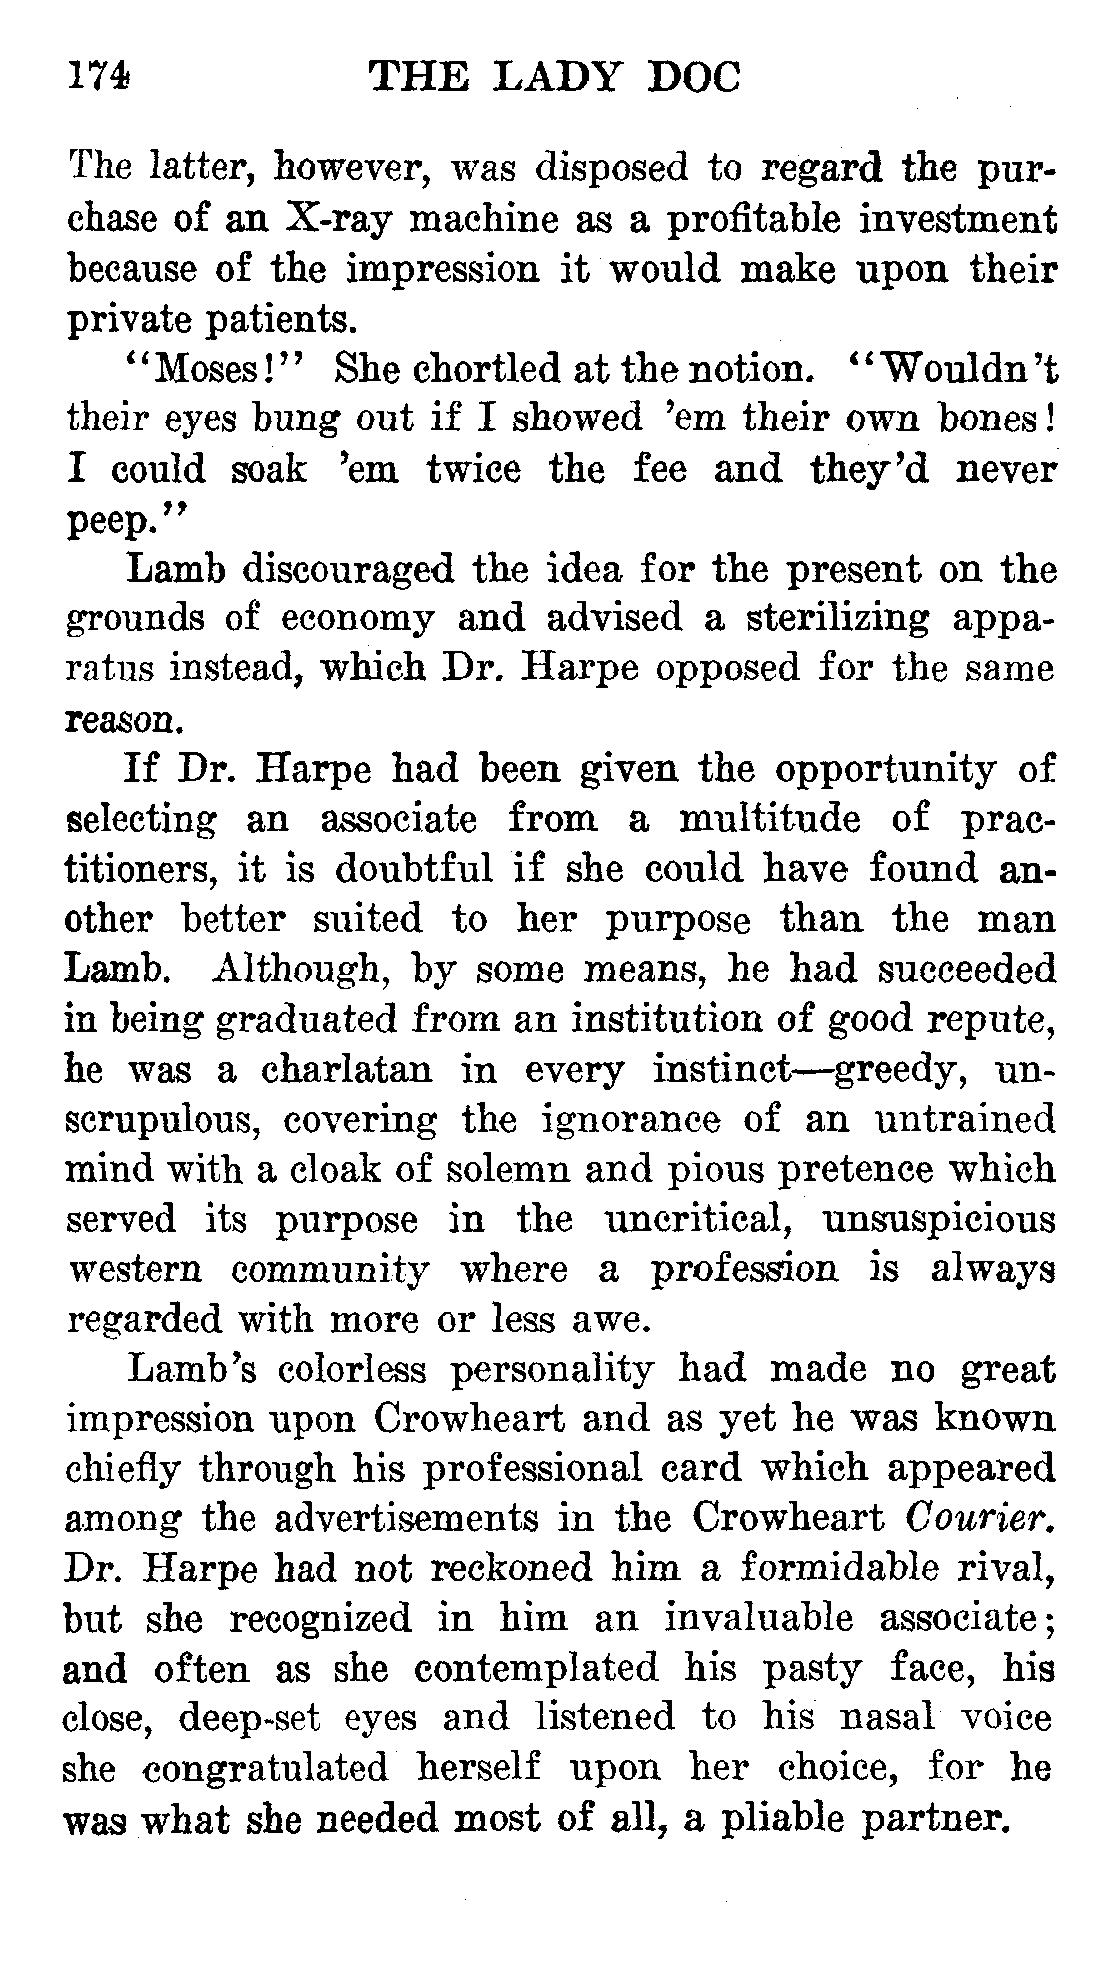 174 THE LADY DOC
The latter, however, was disposed to regard the pur-
chase of an X-ray machine as a profitable investment
because of the impression it would make upon their
private patients.
"Moses!" She chortled at the notion. "Wouldn't
their eyes bung out if I showed 'em their own bones!
I could soak 'em twice the fee and they'd never
peep."
Lamb discouraged the idea for the present on the
grounds of economy and advised a sterilizing appa-
ratus instead, which Dr. Harpe opposed for the same
reason.
If Dr. Harpe had been given the opportunity of
selecting an associate from a multitude of prac-
titioners, it is doubtful if she could have found an-
other better suited to her purpose than the man
Lamb. Although, by some means, he had succeeded
in being graduated from an institution of good repute,
he was a charlatan in every instinct—greedy, un-
scrupulous, covering the ignorance of an untrained
mind with a cloak of solemn and pious pretence which
served its purpose in the uncritical, unsuspicious
western community where a profession is always
regarded with more or less awe.
Lamb's colorless personality had made no great
impression upon Crowheart and as yet he was known
chiefly through his professional card which appeared
among the advertisements in the Crowheart Courier.
Dr. Harpe had not reckoned him a formidable rival,
but she recognized in him an invaluable associate;
and often as she contemplated his pasty face, his
close, deep-set eyes and listened to his nasal voice
she congratulated herself upon her choice, for he
was what she needed most of all, a pliable partner.